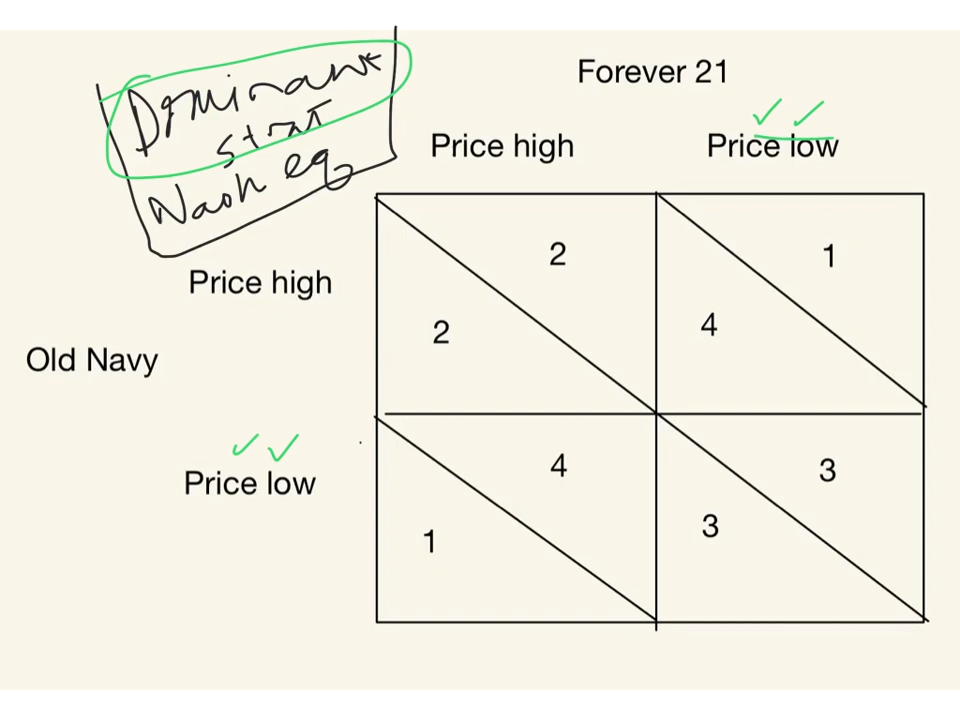 Dominant
strat
Nash eq
Forever 21
Price high
Price low
Price high
2
1
2
4
Old Navy
Price low
4
3
1
3